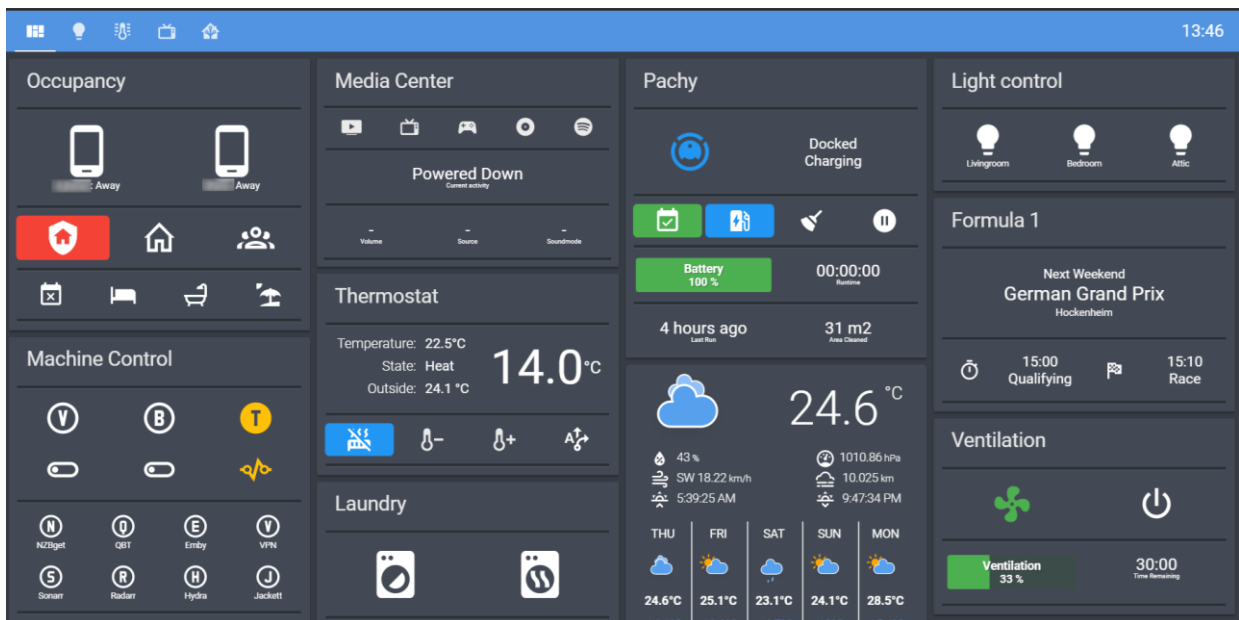 13:46
Occupancy
: Away
Away
Machine Control
V B T
N Q E V
NZBget QBT Emby VPN
S R H J
Sonarr Radarr Hydra Jackett
Media Center
Powered Down
Current activity
- - -
Volume Source Soundmode
Thermostat
Temperature: 22.5°C
State: Heat
Outside: 24.1 °C
14.0°C
A
Laundry
Pachy
Docked
Charging
Battery
100 %
00:00:00
Runtime
4 hours ago
Last Run
31 m2
Area Cleaned
24.6 °C
43 %
SW 18.22 km/h
5:39:25 AM
1010.86 hPa
10.025 km
9:47:34 PM
THU FRI SAT SUN MON
24.6°C 25.1°C 23.1°C 24.1°C 28.5°C
Light control
Livingroom Bedroom Attic
Formula 1
Next Weekend
German Grand Prix
Hockenheim
15:00
Qualifying
15:10
Race
Ventilation
Ventilation
33 %
30:00
Time Remaining